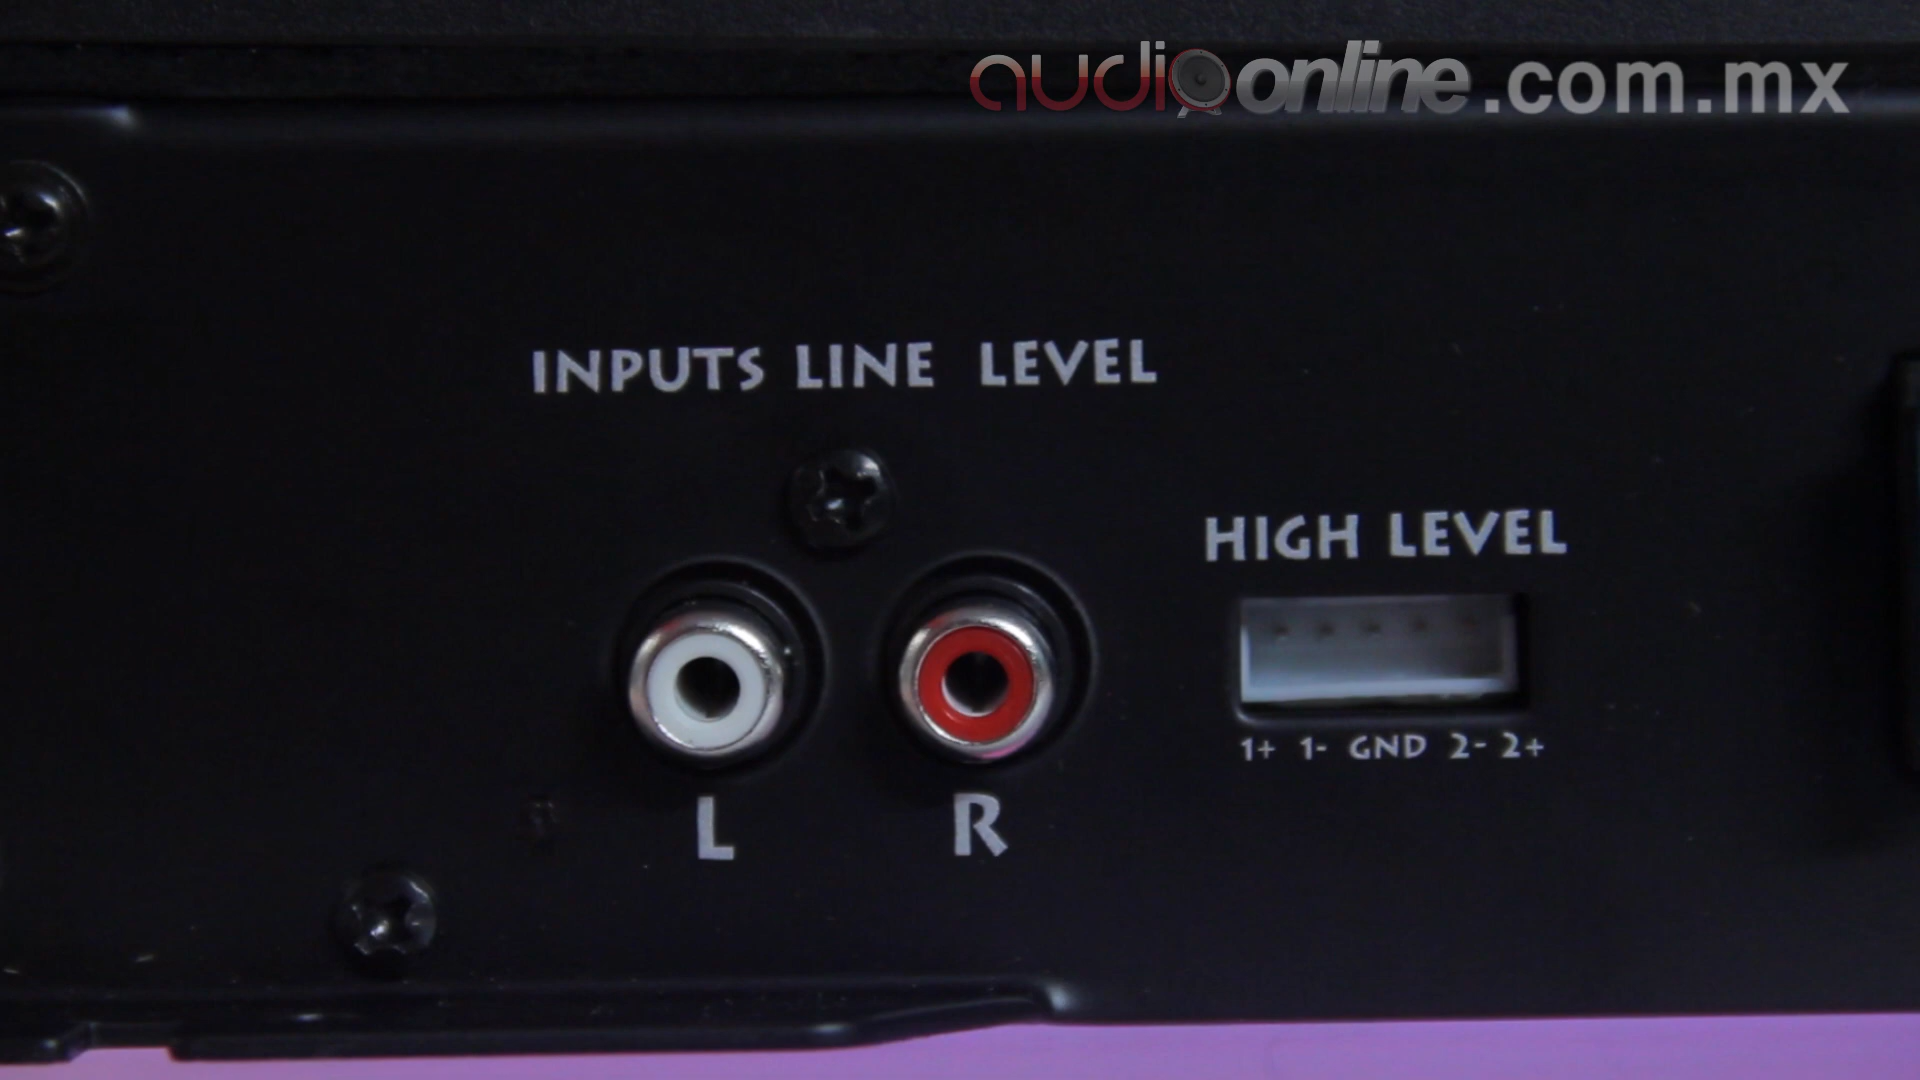 audioonline.com.mx
INPUTS LINE LEVEL
HIGH LEVEL
1+ 1- GND 2- 2+
L R